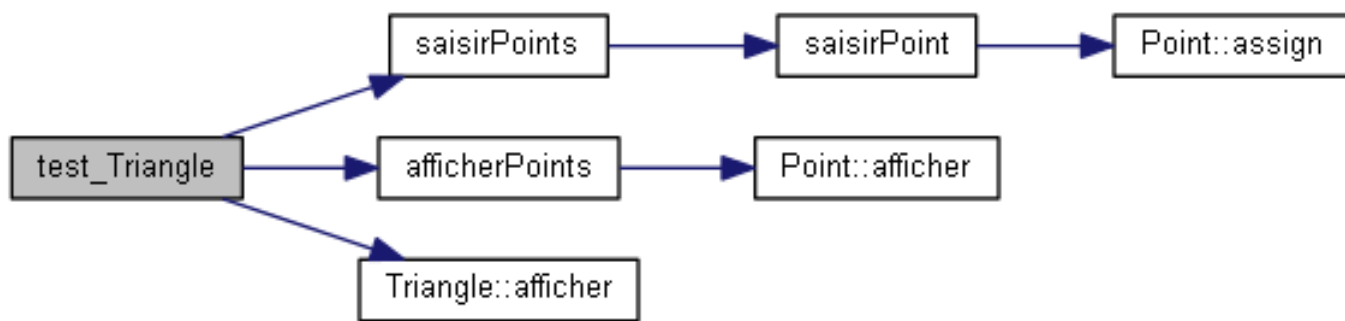 saisirPoints
saisirPoint
Point::assign
test_Triangle
afficherPoints
Point::afficher
Triangle::afficher